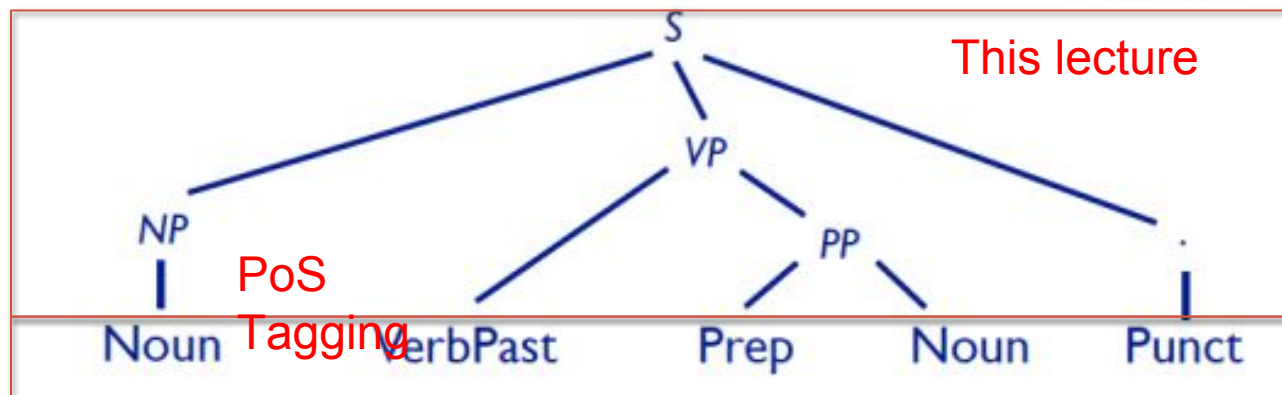 S
This lecture
VP
NP
PP
.
PoS
Tagging
Noun VerbPast Prep Noun Punct